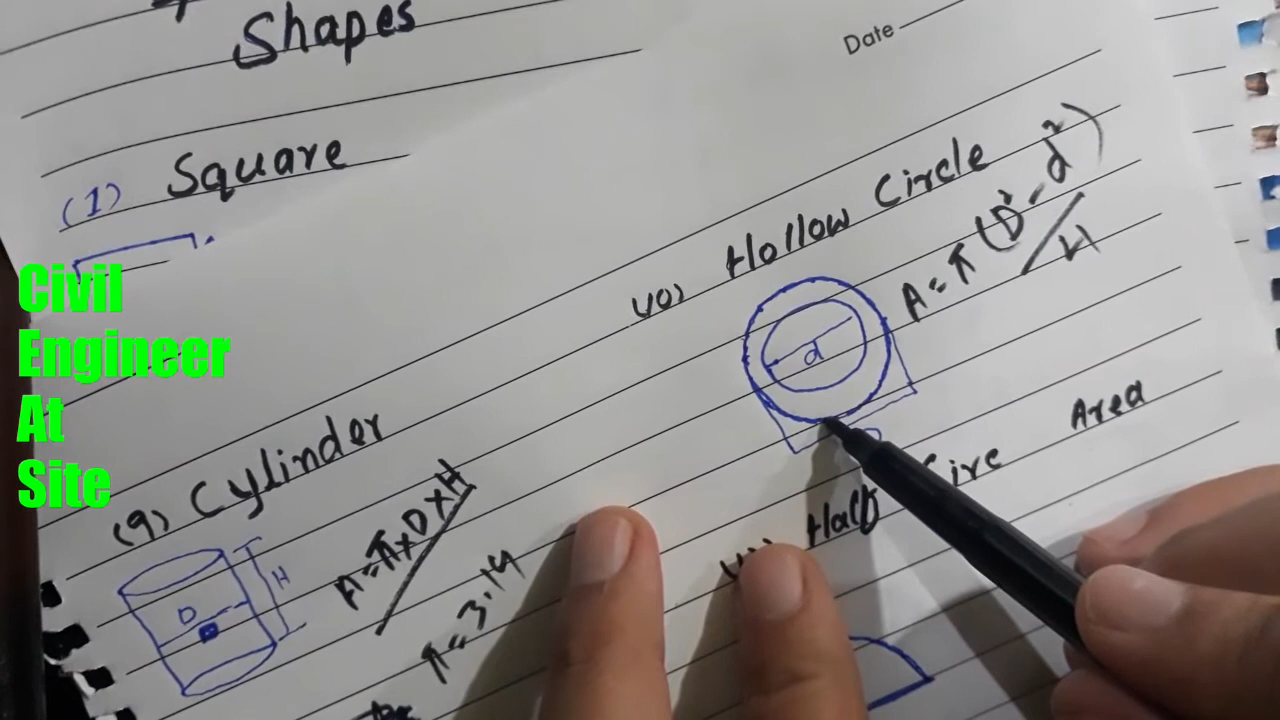 Shapes
Date
(1) Square
(10) Hollow Circle
A = π (D² - d²)
4
d
D
Civil
Engineer
At
Site
(9) Cylinder
D
H
A = π x D x H
π = 3.14
Half Circ
Area